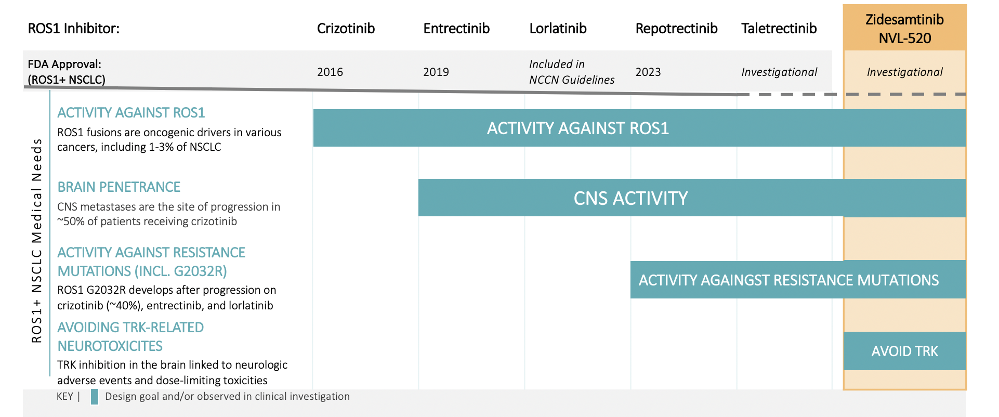 ROS1 Inhibitor:
Crizotinib
Entrectinib
Lorlatinib
Repotrectinib
Taletrectinib
Zidesamtinib
NVL-520
FDA Approval:
(ROS1+ NSCLC)
2016
2019
Included in
NCCN Guidelines
2023
Investigational
Investigational
ROS1+ NSCLC Medical Needs
ACTIVITY AGAINST ROS1
ROS1 fusions are oncogenic drivers in various
cancers, including 1-3% of NSCLC
ACTIVITY AGAINST ROS1
BRAIN PENETRANCE
CNS metastases are the site of progression in
~50% of patients receiving crizotinib
CNS ACTIVITY
ACTIVITY AGAINST RESISTANCE
MUTATIONS (INCL. G2032R)
ROS1 G2032R develops after progression on
crizotinib (~40%), entrectinib, and lorlatinib
ACTIVITY AGAINGST RESISTANCE MUTATIONS
AVOIDING TRK-RELATED
NEUROTOXICITES
TRK inhibition in the brain linked to neurologic
adverse events and dose-limiting toxicities
AVOID TRK
KEY |
Design goal and/or observed in clinical investigation